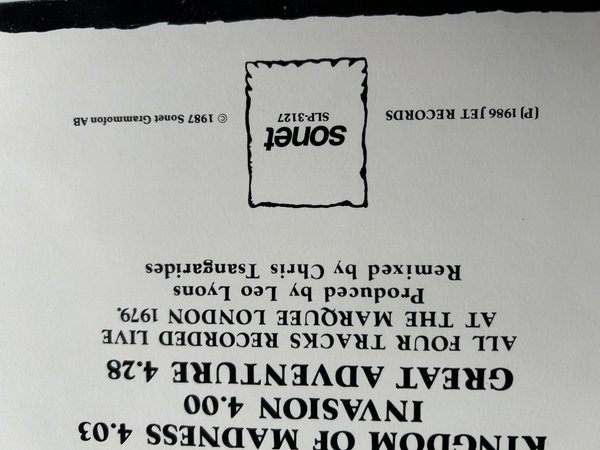 KINGDOM OF MADNESS 4.03
INVASION 4.00
GREAT ADVENTURE 4.28
ALL FOUR TRACKS RECORDED LIVE
AT THE MARQUEE LONDON 1979.
Produced by Leo Lyons
Remixed by Chris Tsangarides
sonet
SLP-3127
(P) 1986 JET RECORDS
© 1987 Sonet Grammofon AB